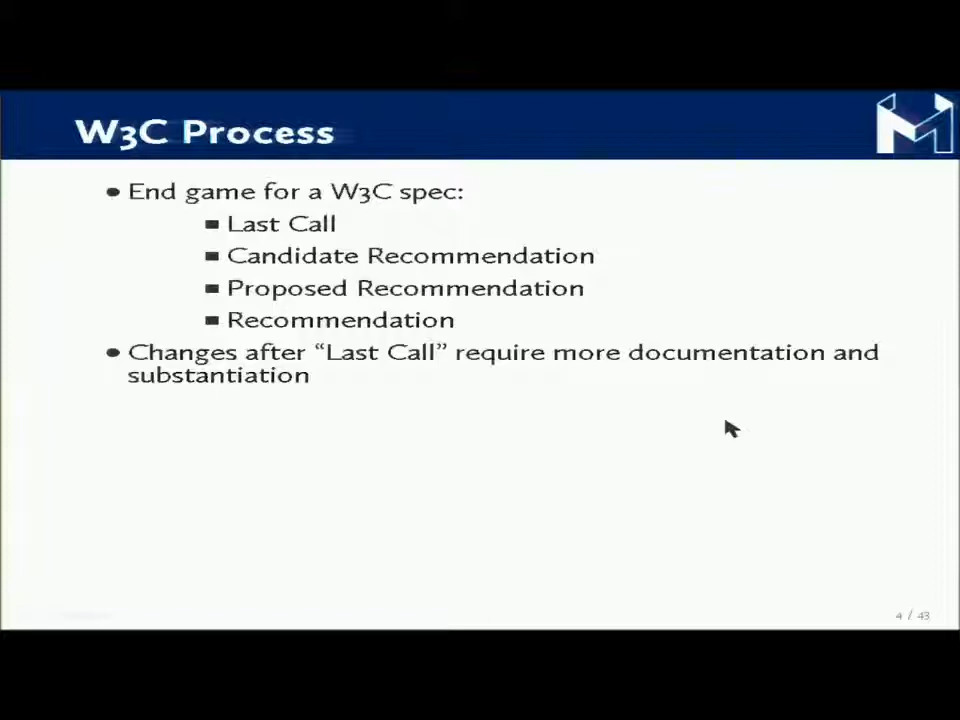 W3C Process
• End game for a W3C spec:
▪ Last Call
▪ Candidate Recommendation
▪ Proposed Recommendation
▪ Recommendation
• Changes after “Last Call” require more documentation and
substantiation
4 / 43